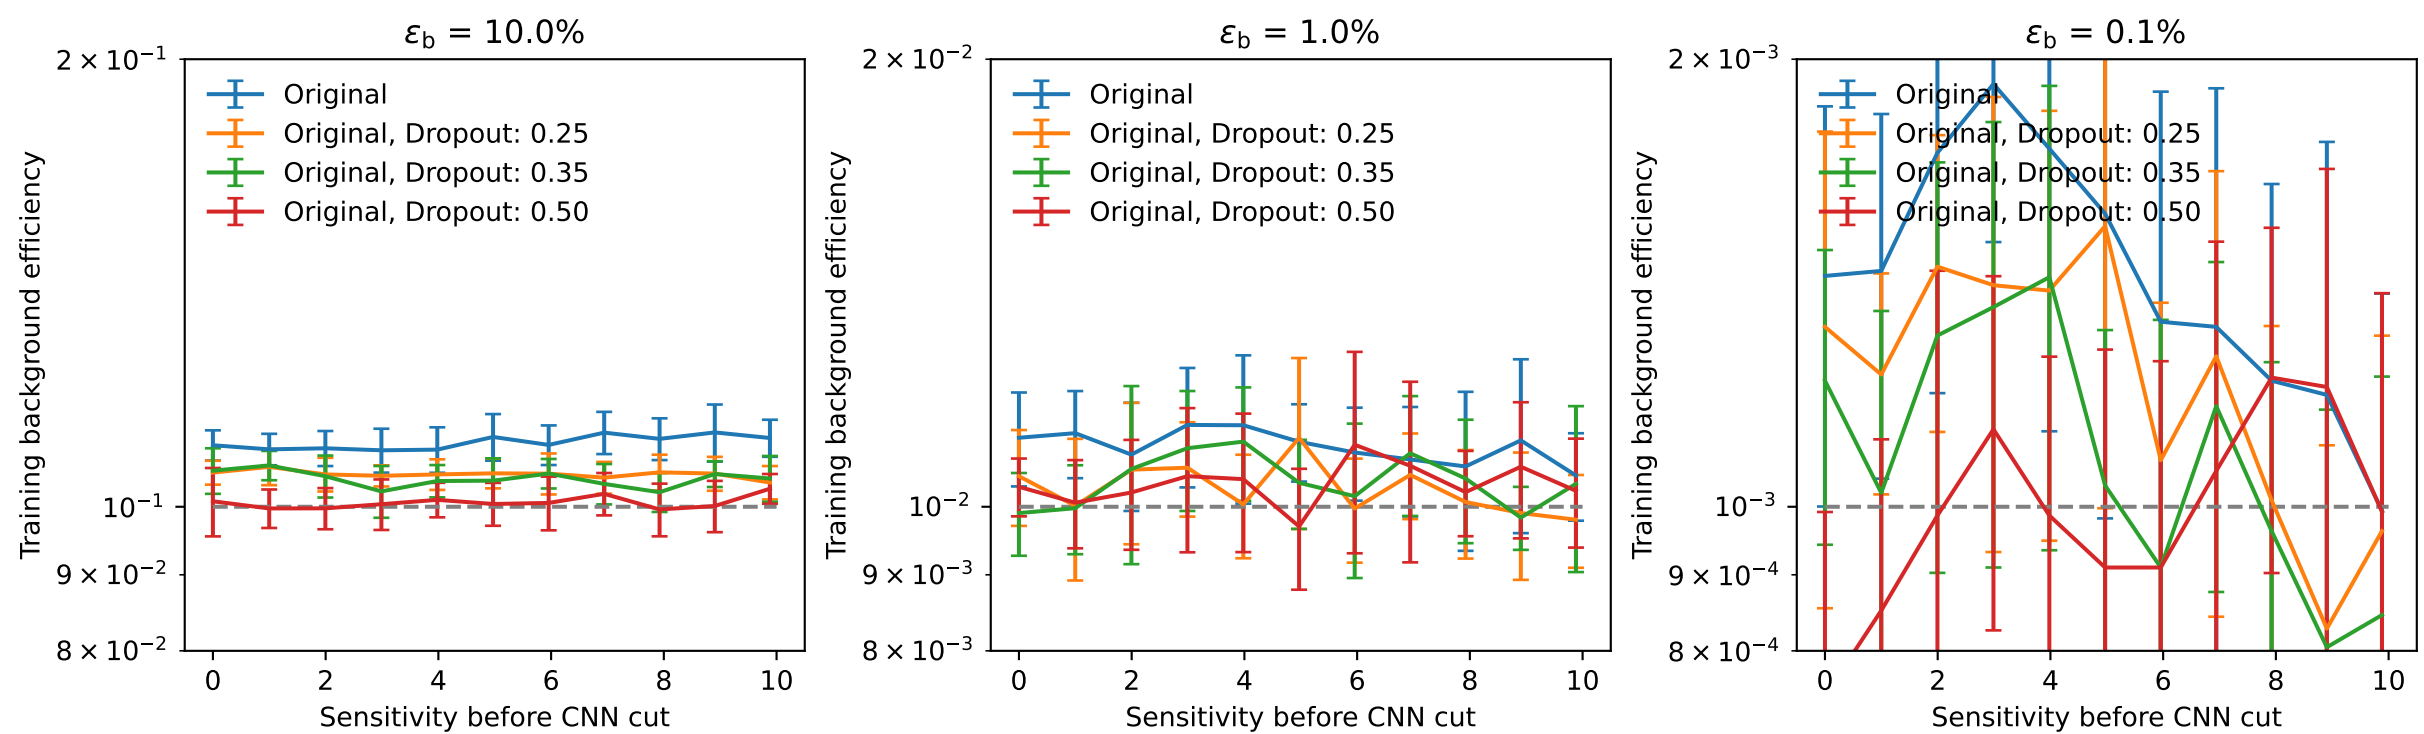 ε_b = 10.0%
2 × 10⁻¹
10⁻¹
9 × 10⁻²
8 × 10⁻²
Training background efficiency
Original
Original, Dropout: 0.25
Original, Dropout: 0.35
Original, Dropout: 0.50
0 2 4 6 8 10
Sensitivity before CNN cut
ε_b = 1.0%
2 × 10⁻²
10⁻²
9 × 10⁻³
8 × 10⁻³
Training background efficiency
Original
Original, Dropout: 0.25
Original, Dropout: 0.35
Original, Dropout: 0.50
0 2 4 6 8 10
Sensitivity before CNN cut
ε_b = 0.1%
2 × 10⁻³
10⁻³
9 × 10⁻⁴
8 × 10⁻⁴
Training background efficiency
Original
Original, Dropout: 0.25
Original, Dropout: 0.35
Original, Dropout: 0.50
0 2 4 6 8 10
Sensitivity before CNN cut